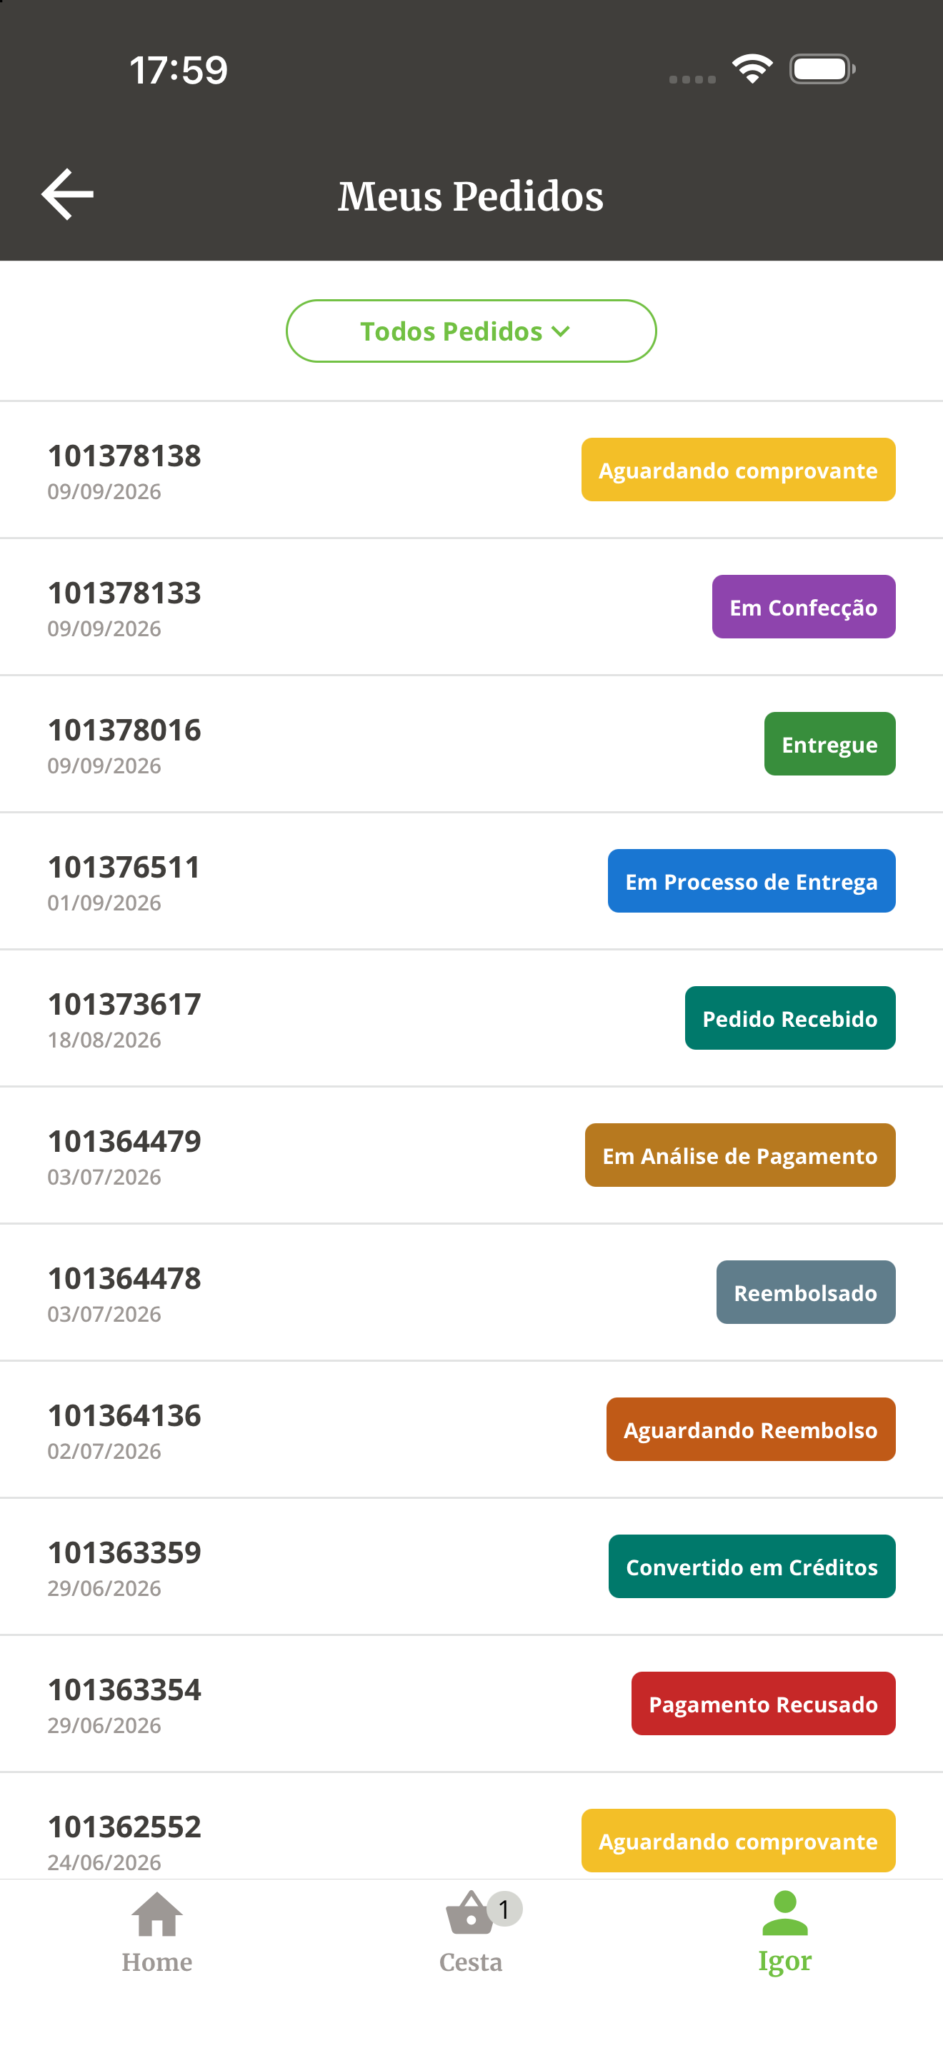 17:59
Meus Pedidos
Todos Pedidos
101378138
09/09/2026
Aguardando comprovante
101378133
09/09/2026
Em Confecção
101378016
09/09/2026
Entregue
101376511
01/09/2026
Em Processo de Entrega
101373617
18/08/2026
Pedido Recebido
101364479
03/07/2026
Em Análise de Pagamento
101364478
03/07/2026
Reembolsado
101364136
02/07/2026
Aguardando Reembolso
101363359
29/06/2026
Convertido em Créditos
101363354
29/06/2026
Pagamento Recusado
101362552
24/06/2026
Aguardando comprovante
Home
1
Cesta
Igor